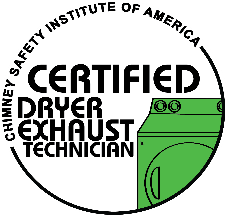 CHIMNEY SAFETY INSTITUTE OF AMERICA
CERTIFIED
DRYER
EXHAUST
TECHNICIAN